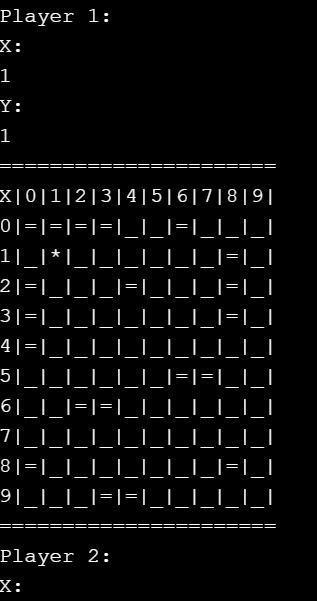 Player 1:
X:
1
Y:
1
======================
X|0|1|2|3|4|5|6|7|8|9|
0|=|=|=|=|_|_|=|_|_|_|
1|_|*|_|_|_|_|_|_|=|_|
2|=|_|_|_|=|_|_|_|=|_|
3|=|_|_|_|_|_|_|_|=|_|
4|=|_|_|_|_|_|_|_|_|_|
5|_|_|_|_|_|_|=|=|_|_|
6|_|_|=|=|_|_|_|_|_|_|
7|_|_|_|_|_|_|_|_|_|_|
8|=|_|_|_|_|_|_|_|=|_|
9|_|_|_|=|=|_|_|_|_|_|
======================
Player 2:
X: